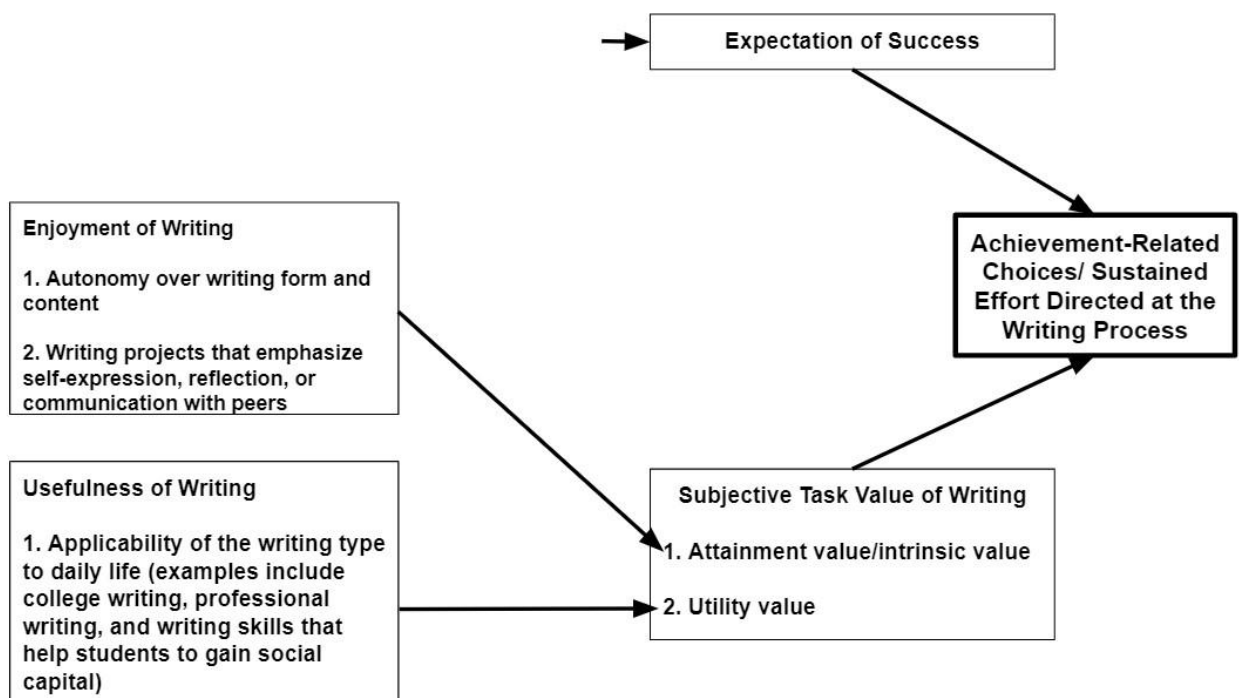 Expectation of Success
Enjoyment of Writing
1. Autonomy over writing form and
content
2. Writing projects that emphasize
self-expression, reflection, or
communication with peers
Achievement-Related
Choices/ Sustained
Effort Directed at the
Writing Process
Usefulness of Writing
1. Applicability of the writing type
to daily life (examples include
college writing, professional
writing, and writing skills that
help students to gain social
capital)
Subjective Task Value of Writing
1. Attainment value/intrinsic value
2. Utility value